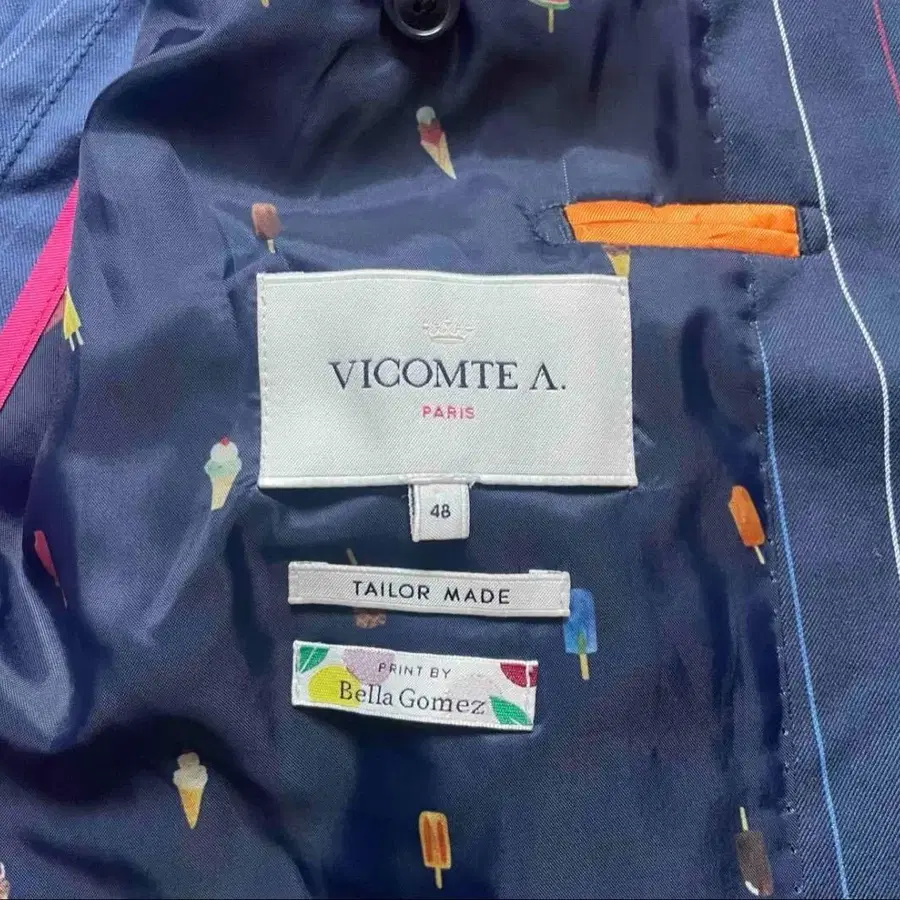 VICOMTE A.
PARIS
48
TAILOR MADE
PRINT BY
Bella Gomez